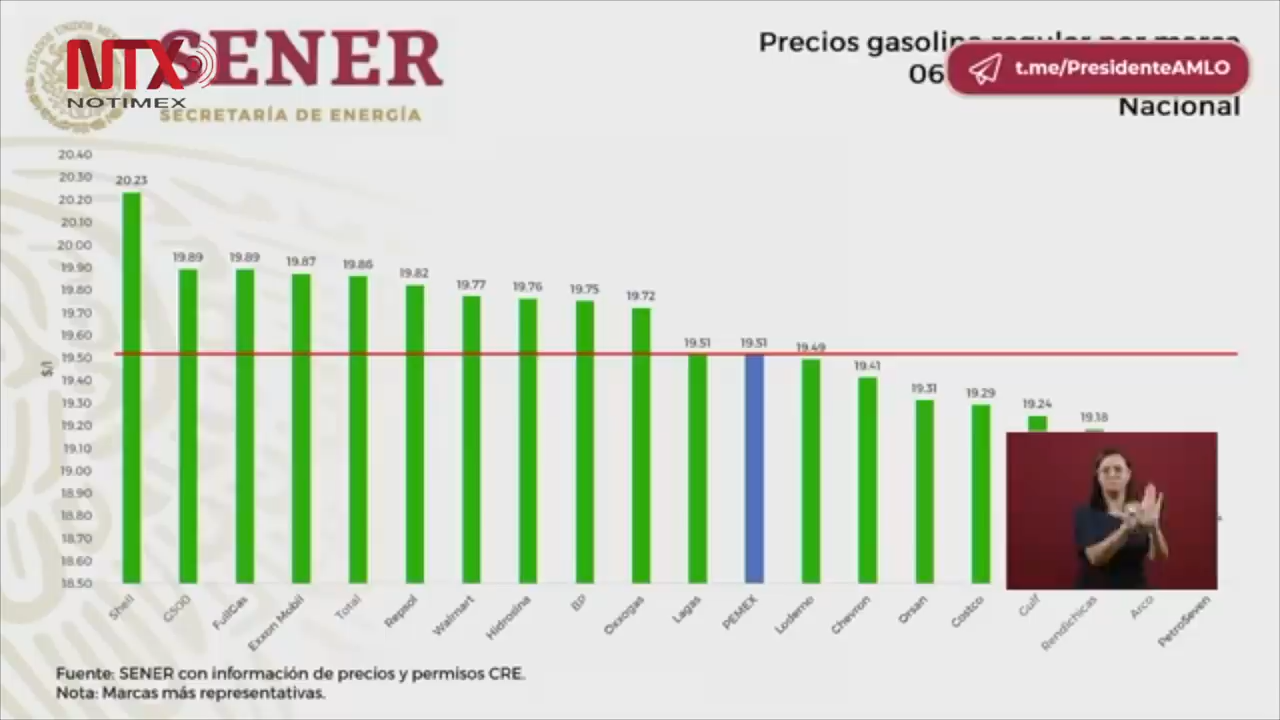 NTX
NOTIMEX
SENER
SECRETARÍA DE ENERGÍA
Precios gasolina regular por marca
06
t.me/PresidenteAMLO
Nacional
20.40
20.30
20.20
20.10
20.00
19.90
19.80
19.70
19.60
19.50
19.40
19.30
19.20
19.10
19.00
18.90
18.80
18.70
18.60
18.50
$/l
20.23
19.89
19.89
19.87
19.86
19.82
19.77
19.76
19.75
19.72
19.51
19.51
19.49
19.41
19.31
19.29
19.24
19.18
Shell
G500
FullGas
Exxon Mobil
Total
Repsol
Walmart
Hidrosina
BP
Oxxogas
Lagas
PEMEX
Lodemo
Chevron
Orsan
Costco
Gulf
Rendichicas
Arco
PetroSeven
Fuente: SENER con información de precios y permisos CRE.
Nota: Marcas más representativas.